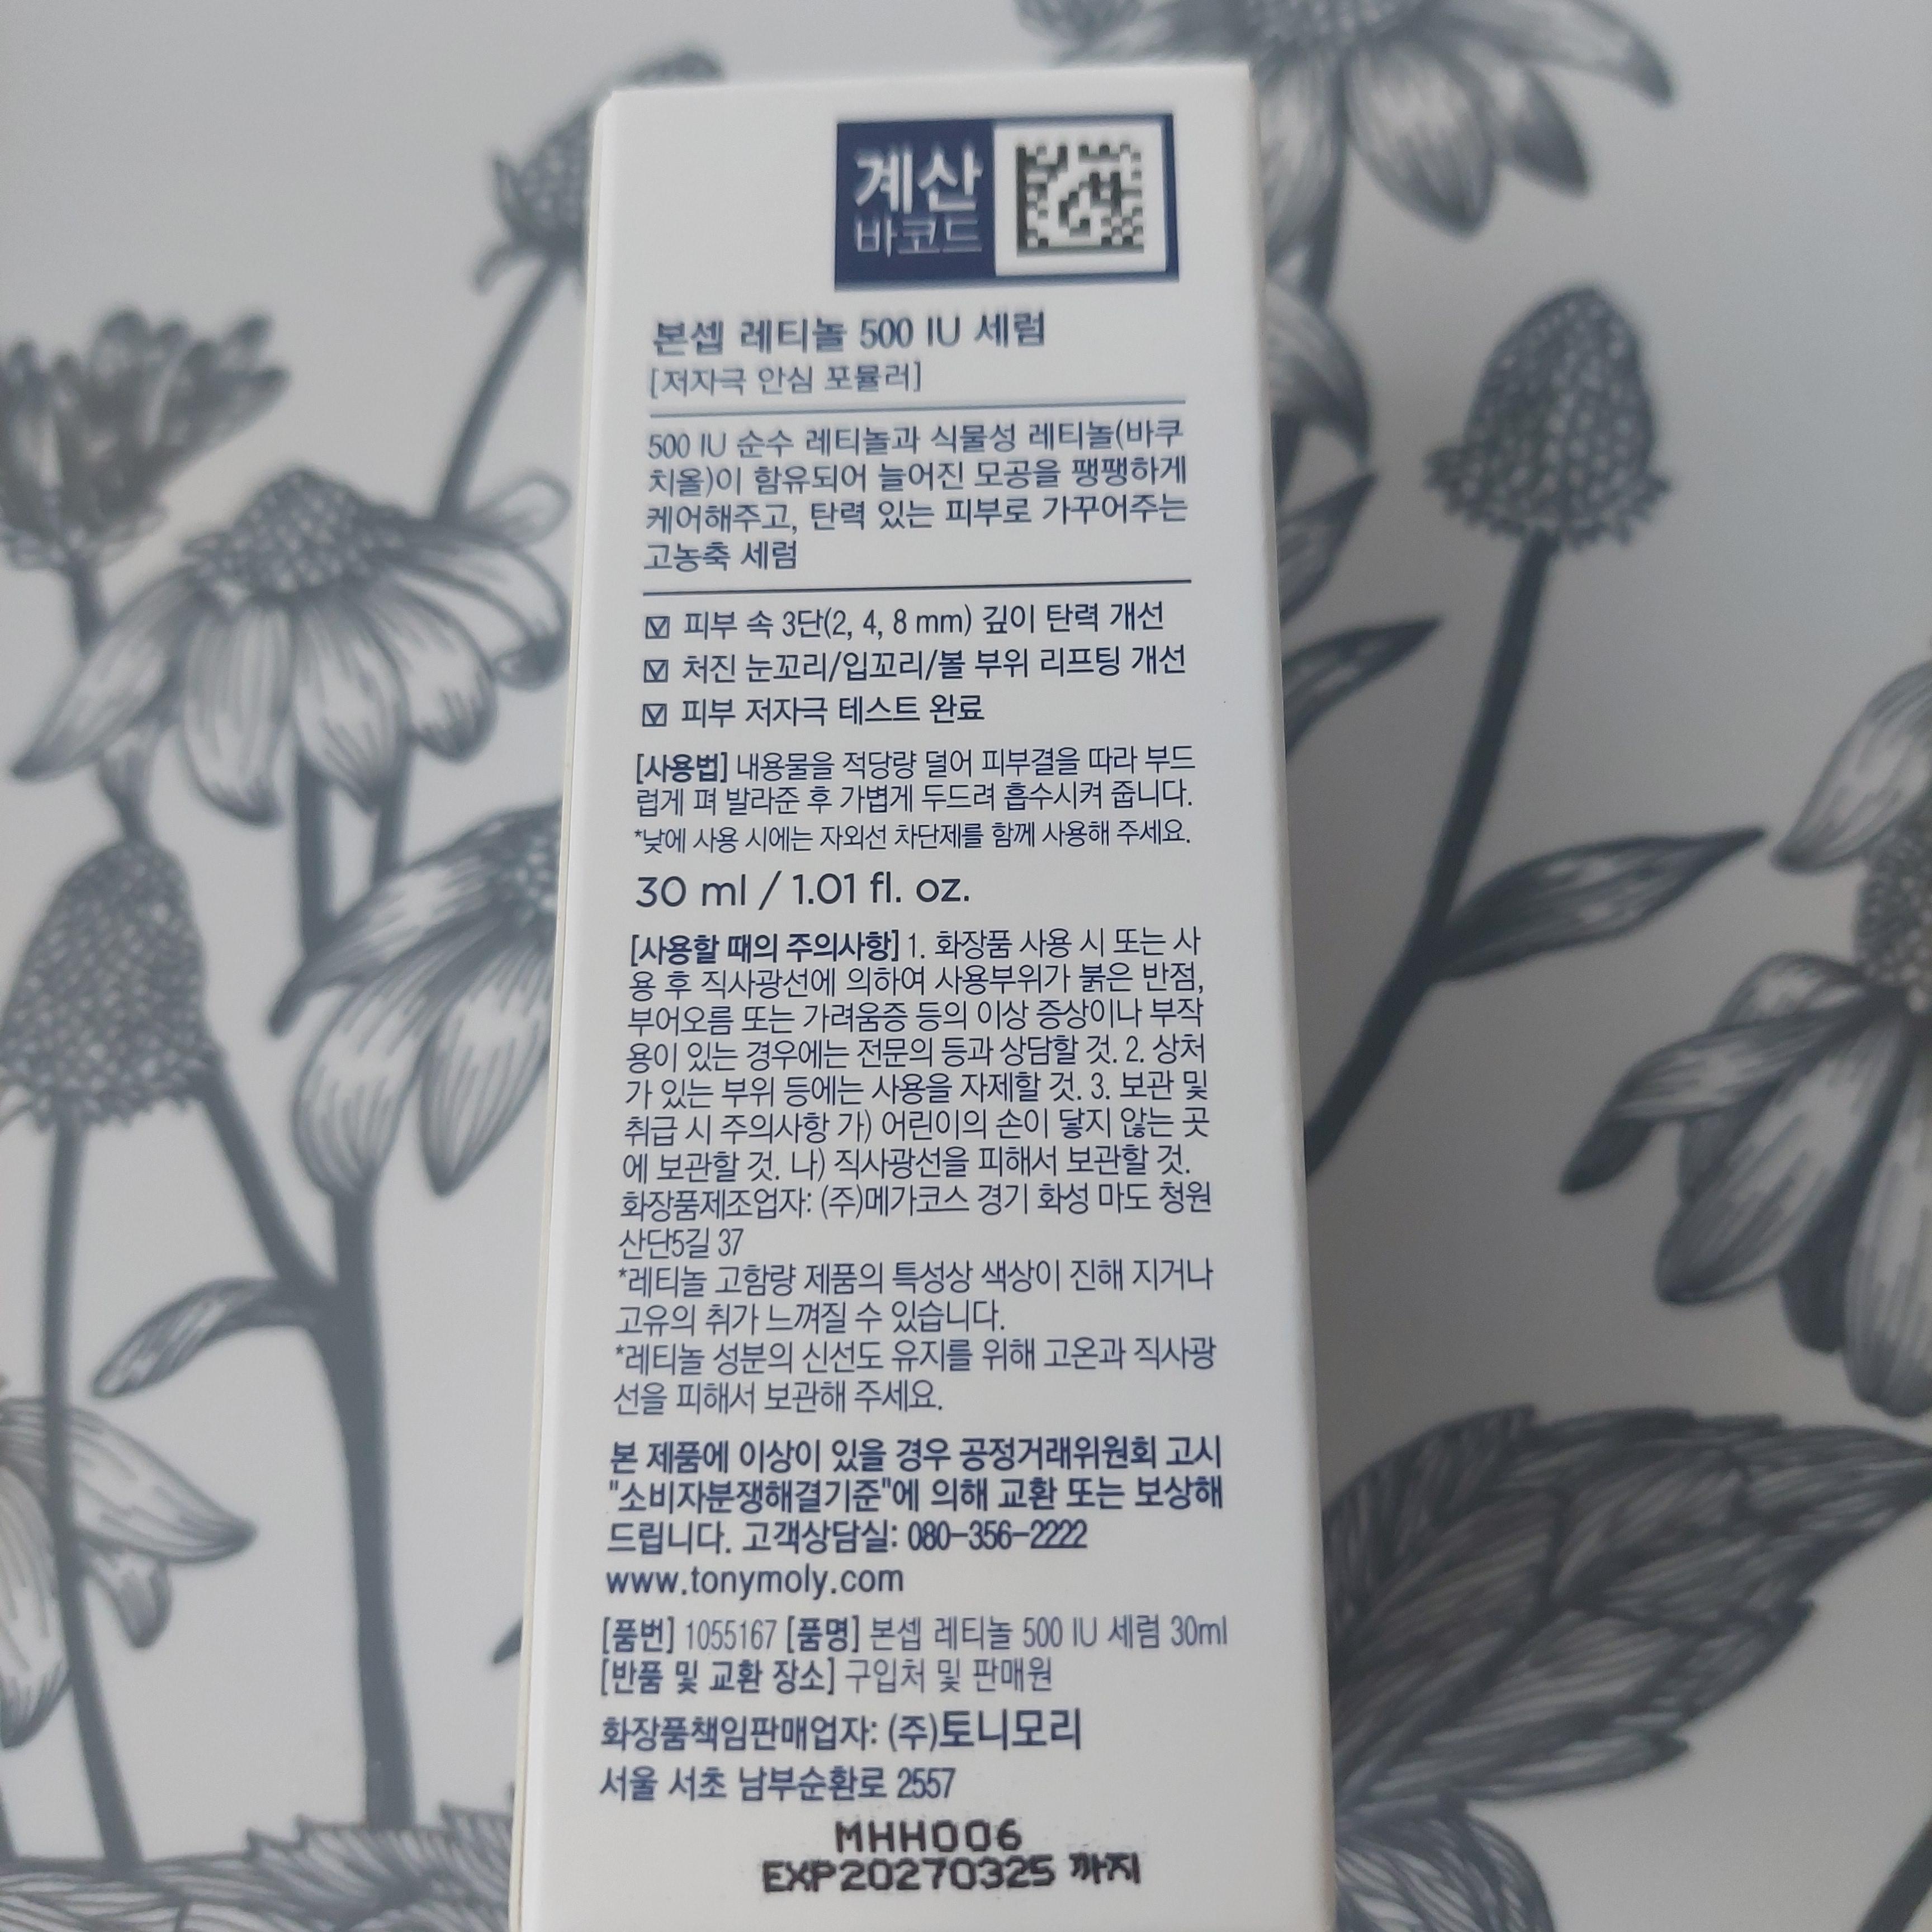 계산
바코드
본셉 레티놀 500 IU 세럼
[저자극 안심 포뮬러]
500 IU 순수 레티놀과 식물성 레티놀(바쿠
치올)이 함유되어 늘어진 모공을 팽팽하게
케어해주고, 탄력 있는 피부로 가꾸어주는
고농축 세럼
☑ 피부 속 3단(2, 4, 8 mm) 깊이 탄력 개선
☑ 처진 눈꼬리/입꼬리/볼 부위 리프팅 개선
☑ 피부 저자극 테스트 완료
[사용법] 내용물을 적당량 덜어 피부결을 따라 부드
럽게 펴 발라준 후 가볍게 두드려 흡수시켜 줍니다.
*낮에 사용 시에는 자외선 차단제를 함께 사용해 주세요.
30 ml / 1.01 fl. oz.
[사용할 때의 주의사항] 1. 화장품 사용 시 또는 사
용 후 직사광선에 의하여 사용부위가 붉은 반점,
부어오름 또는 가려움증 등의 이상 증상이나 부작
용이 있는 경우에는 전문의 등과 상담할 것. 2. 상처
가 있는 부위 등에는 사용을 자제할 것. 3. 보관 및
취급 시 주의사항 가) 어린이의 손이 닿지 않는 곳
에 보관할 것. 나) 직사광선을 피해서 보관할 것.
화장품제조업자: (주)메가코스 경기 화성 마도 청원
산단5길 37
*레티놀 고함량 제품의 특성상 색상이 진해 지거나
고유의 취가 느껴질 수 있습니다.
*레티놀 성분의 신선도 유지를 위해 고온과 직사광
선을 피해서 보관해 주세요.
본 제품에 이상이 있을 경우 공정거래위원회 고시
"소비자분쟁해결기준"에 의해 교환 또는 보상해
드립니다. 고객상담실: 080-356-2222
www.tonymoly.com
[품번] 1055167 [품명] 본셉 레티놀 500 IU 세럼 30ml
[반품 및 교환 장소] 구입처 및 판매원
화장품책임판매업자: (주)토니모리
서울 서초 남부순환로 2557
MHH006
EXP20270325 까지